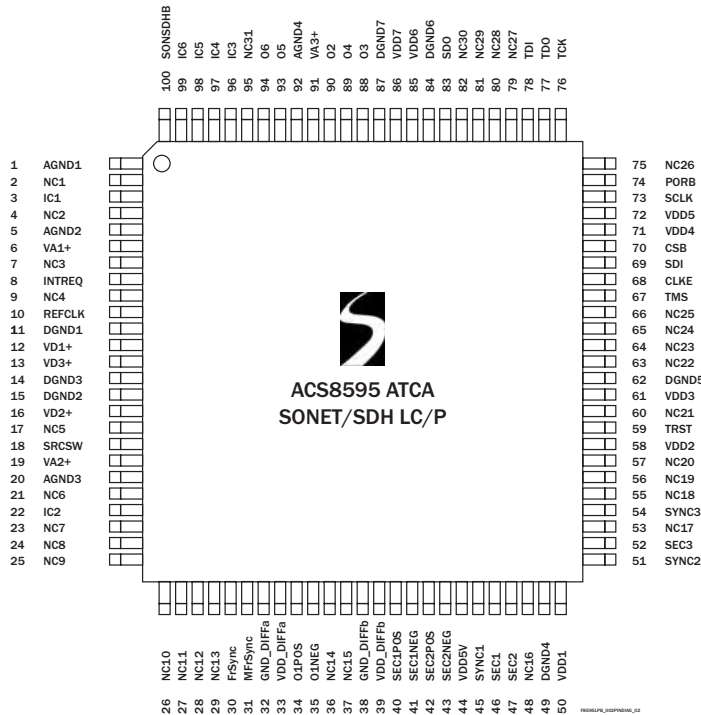 100 SONSDHB
99 IC6
98 IC5
97 IC4
96 IC3
95 NC31
94 O6
93 O5
92 AGND4
91 VA3+
90 O2
89 O4
88 O3
87 DGND7
86 VDD7
85 VDD6
84 DGND6
83 SDO
82 NC30
81 NC29
80 NC28
79 NC27
78 TDI
77 TDO
76 TCK
1 AGND1
2 NC1
3 IC1
4 NC2
5 AGND2
6 VA1+
7 NC3
8 INTREQ
9 NC4
10 REFCLK
11 DGND1
12 VD1+
13 VD3+
14 DGND3
15 DGND2
16 VD2+
17 NC5
18 SRCSW
19 VA2+
20 AGND3
21 NC6
22 IC2
23 NC7
24 NC8
25 NC9
ACS8595 ATCA
SONET/SDH LC/P
75 NC26
74 PORB
73 SCLK
72 VDD5
71 VDD4
70 CSB
69 SDI
68 CLKE
67 TMS
66 NC25
65 NC24
64 NC23
63 NC22
62 DGND5
61 VDD3
60 NC21
59 TRST
58 VDD2
57 NC20
56 NC19
55 NC18
54 SYNC3
53 NC17
52 SEC3
51 SYNC2
26 NC10
27 NC11
28 NC12
29 NC13
30 FrSync
31 MFrSync
32 GND_DIFFa
33 VDD_DIFFa
34 O1POS
35 O1NEG
36 NC14
37 NC15
38 GND_DIFFb
39 VDD_DIFFb
40 SEC1POS
41 SEC1NEG
42 SEC2POS
43 SEC2NEG
44 VDD5V
45 SYNC1
46 SEC1
47 SEC2
48 NC16
49 DGND4
50 VDD1